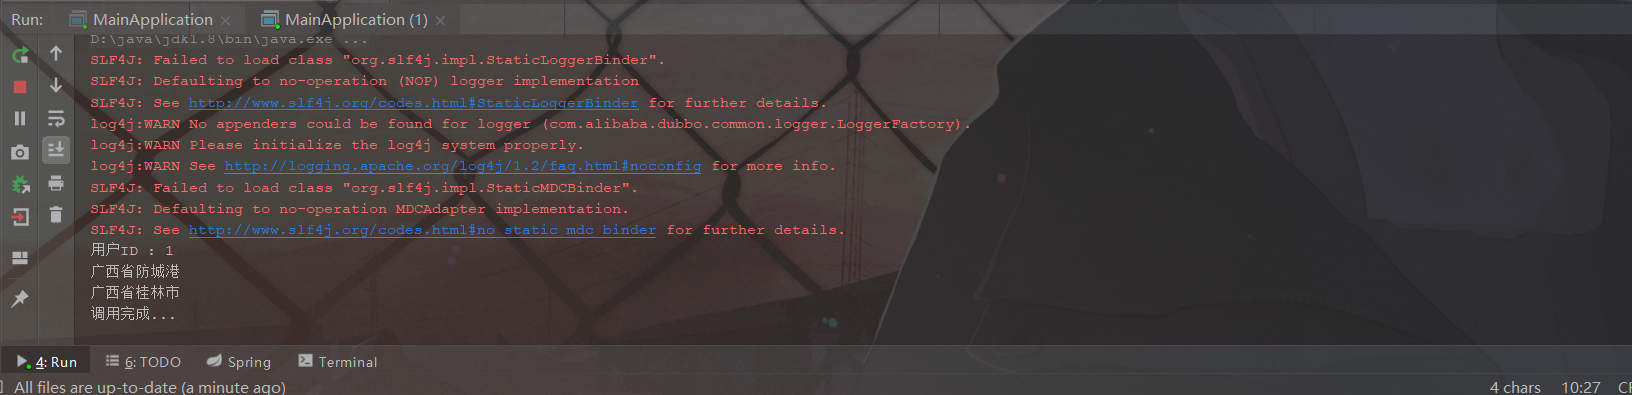 Run: MainApplication × MainApplication (1) ×
D:\java\jdk1.8\bin\java.exe ...
SLF4J: Failed to load class "org.slf4j.impl.StaticLoggerBinder".
SLF4J: Defaulting to no-operation (NOP) logger implementation
SLF4J: See http://www.slf4j.org/codes.html#StaticLoggerBinder for further details.
log4j:WARN No appenders could be found for logger (com.alibaba.dubbo.common.logger.LoggerFactory).
log4j:WARN Please initialize the log4j system properly.
log4j:WARN See http://logging.apache.org/log4j/1.2/faq.html#noconfig for more info.
SLF4J: Failed to load class "org.slf4j.impl.StaticMDCBinder".
SLF4J: Defaulting to no-operation MDCAdapter implementation.
SLF4J: See http://www.slf4j.org/codes.html#no_static_mdc_binder for further details.
用户ID : 1
广西省防城港
广西省桂林市
调用完成...
4: Run 6: TODO Spring Terminal
All files are up-to-date (a minute ago) 4 chars 10:27